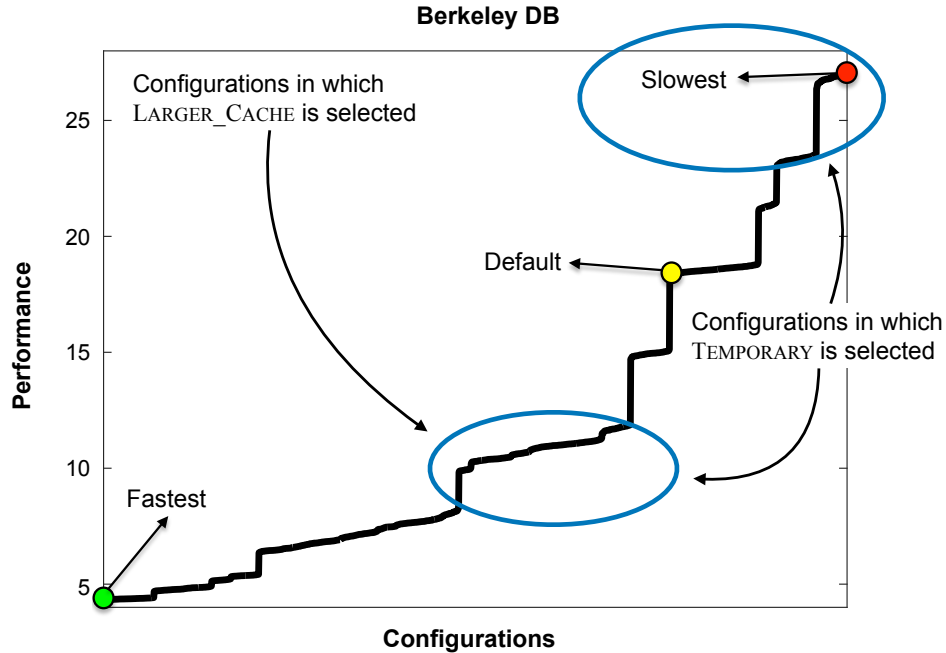 Berkeley DB
Configurations in which
LARGER_CACHE is selected
Slowest
25
20
Default
Configurations in which
TEMPORARY is selected
15
10
Fastest
5
Performance
Configurations